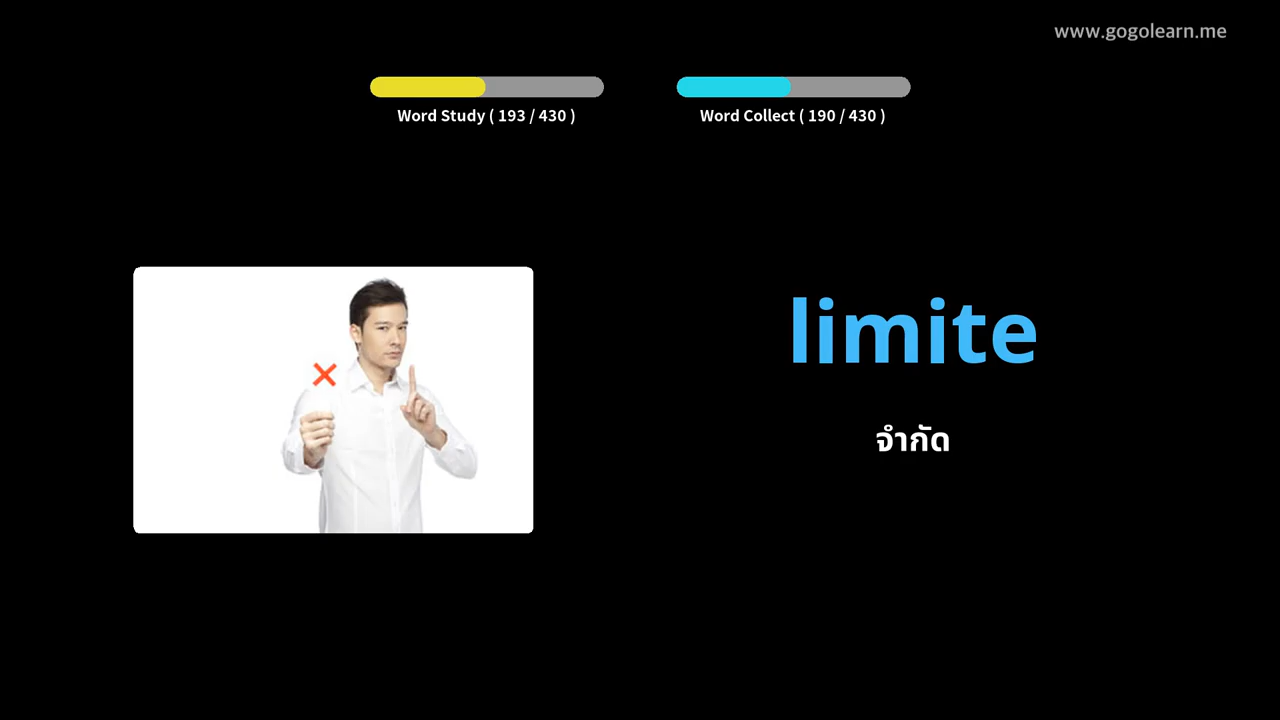 www.gogolearn.me
Word Study ( 193 / 430 )
Word Collect ( 190 / 430 )
limite
จำกัด